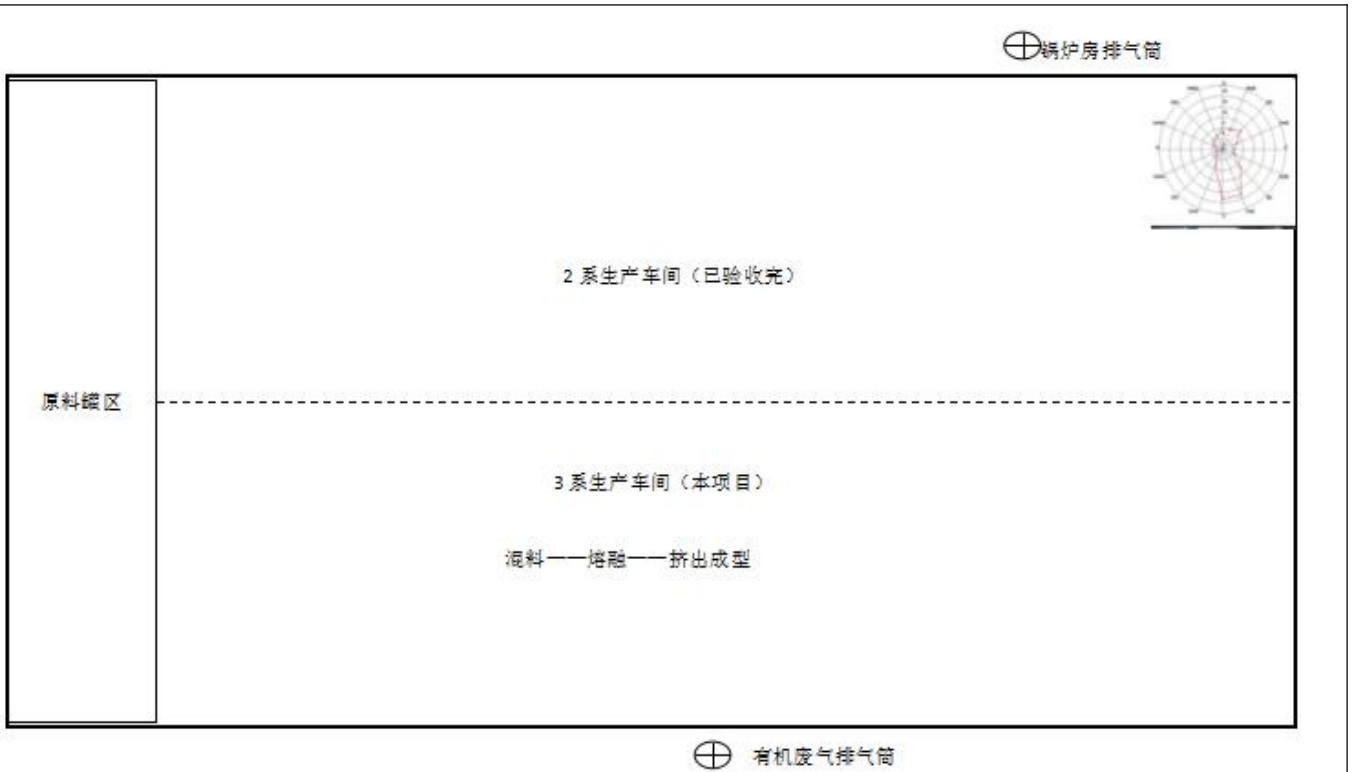 锅炉房排气筒
2 系生产车间（已验收完）
原料罐区
3 系生产车间（本项目）
混料——熔融——挤出成型
有机废气排气筒